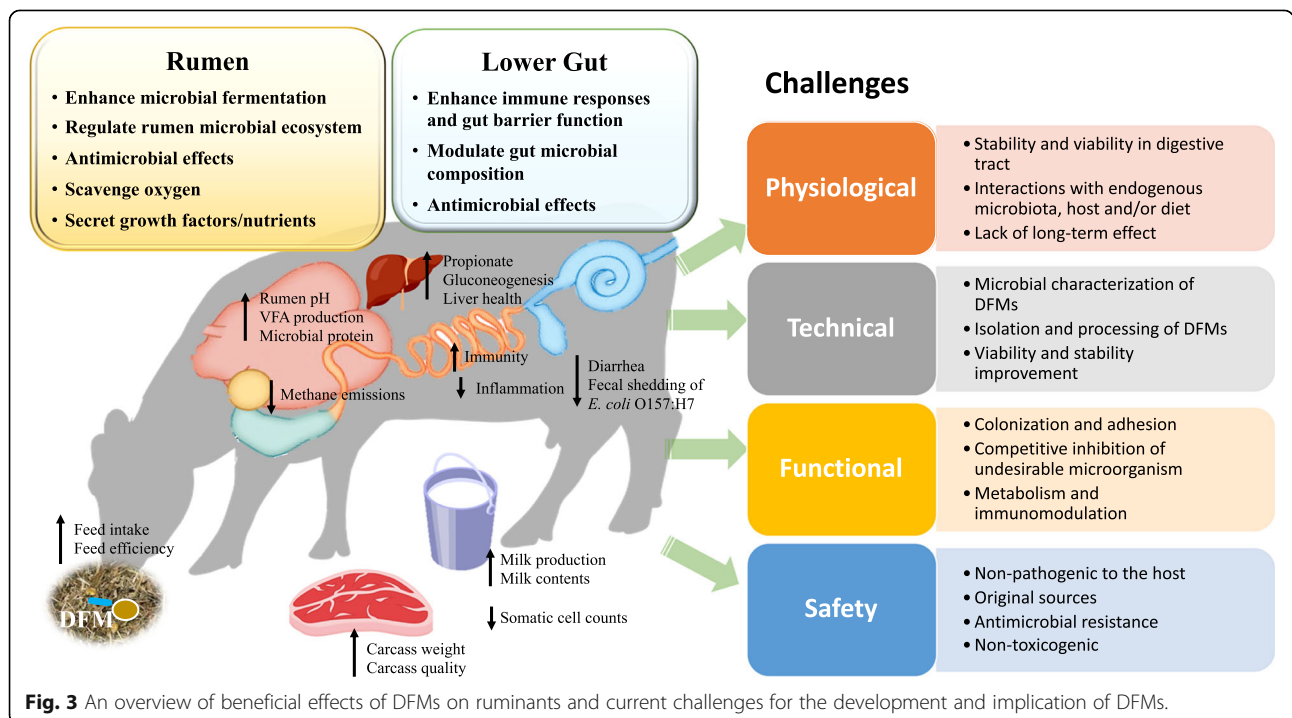 Rumen
• Enhance microbial fermentation
• Regulate rumen microbial ecosystem
• Antimicrobial effects
• Scavenge oxygen
• Secret growth factors/nutrients
Lower Gut
• Enhance immune responses
and gut barrier function
• Modulate gut microbial
composition
• Antimicrobial effects
Rumen pH
VFA production
Microbial protein
Propionate
Gluconeogenesis
Liver health
Methane emissions
Immunity
Inflammation
Diarrhea
Fecal shedding of
E. coli O157:H7
Feed intake
Feed efficiency
DFM
Milk production
Milk contents
Somatic cell counts
Carcass weight
Carcass quality
Challenges
Physiological
• Stability and viability in digestive
tract
• Interactions with endogenous
microbiota, host and/or diet
• Lack of long-term effect
Technical
• Microbial characterization of
DFMs
• Isolation and processing of DFMs
• Viability and stability
improvement
Functional
• Colonization and adhesion
• Competitive inhibition of
undesirable microorganism
• Metabolism and
immunomodulation
Safety
• Non-pathogenic to the host
• Original sources
• Antimicrobial resistance
• Non-toxicogenic
Fig. 3 An overview of beneficial effects of DFMs on ruminants and current challenges for the development and implication of DFMs.